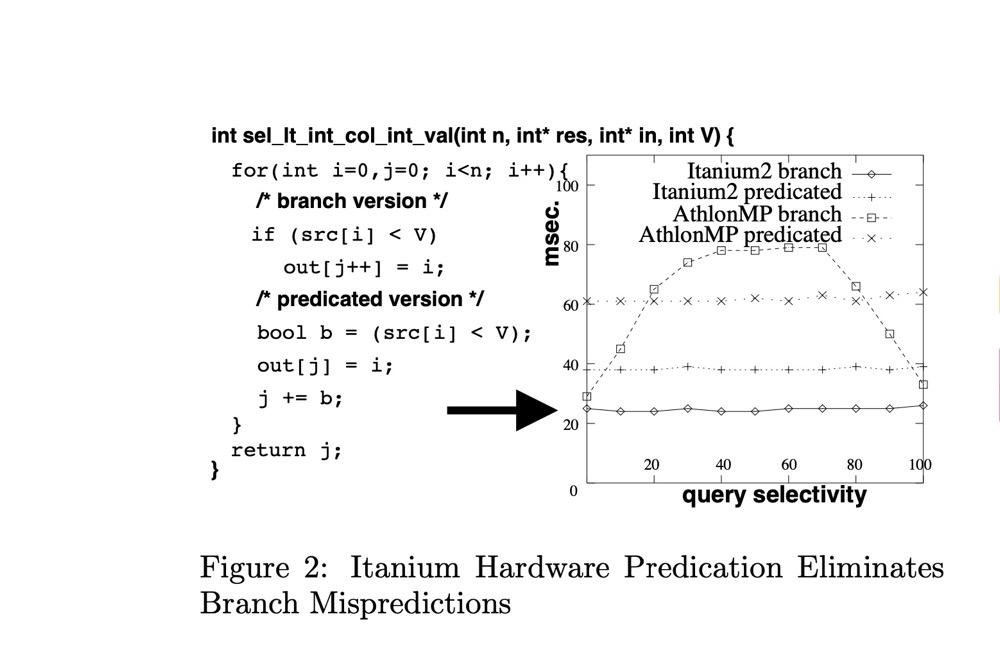 int sel_lt_int_col_int_val(int n, int* res, int* in, int V) {
for(int i=0,j=0; i<n; i++){
/* branch version */
if (src[i] < V)
out[j++] = i;
/* predicated version */
bool b = (src[i] < V);
out[j] = i;
j += b;
}
return j;
}
Itanium2 branch
Itanium2 predicated
AthlonMP branch
AthlonMP predicated
msec.
100
80
60
40
20
0
20 40 60 80 100
query selectivity
Figure 2: Itanium Hardware Predication Eliminates
Branch Mispredictions